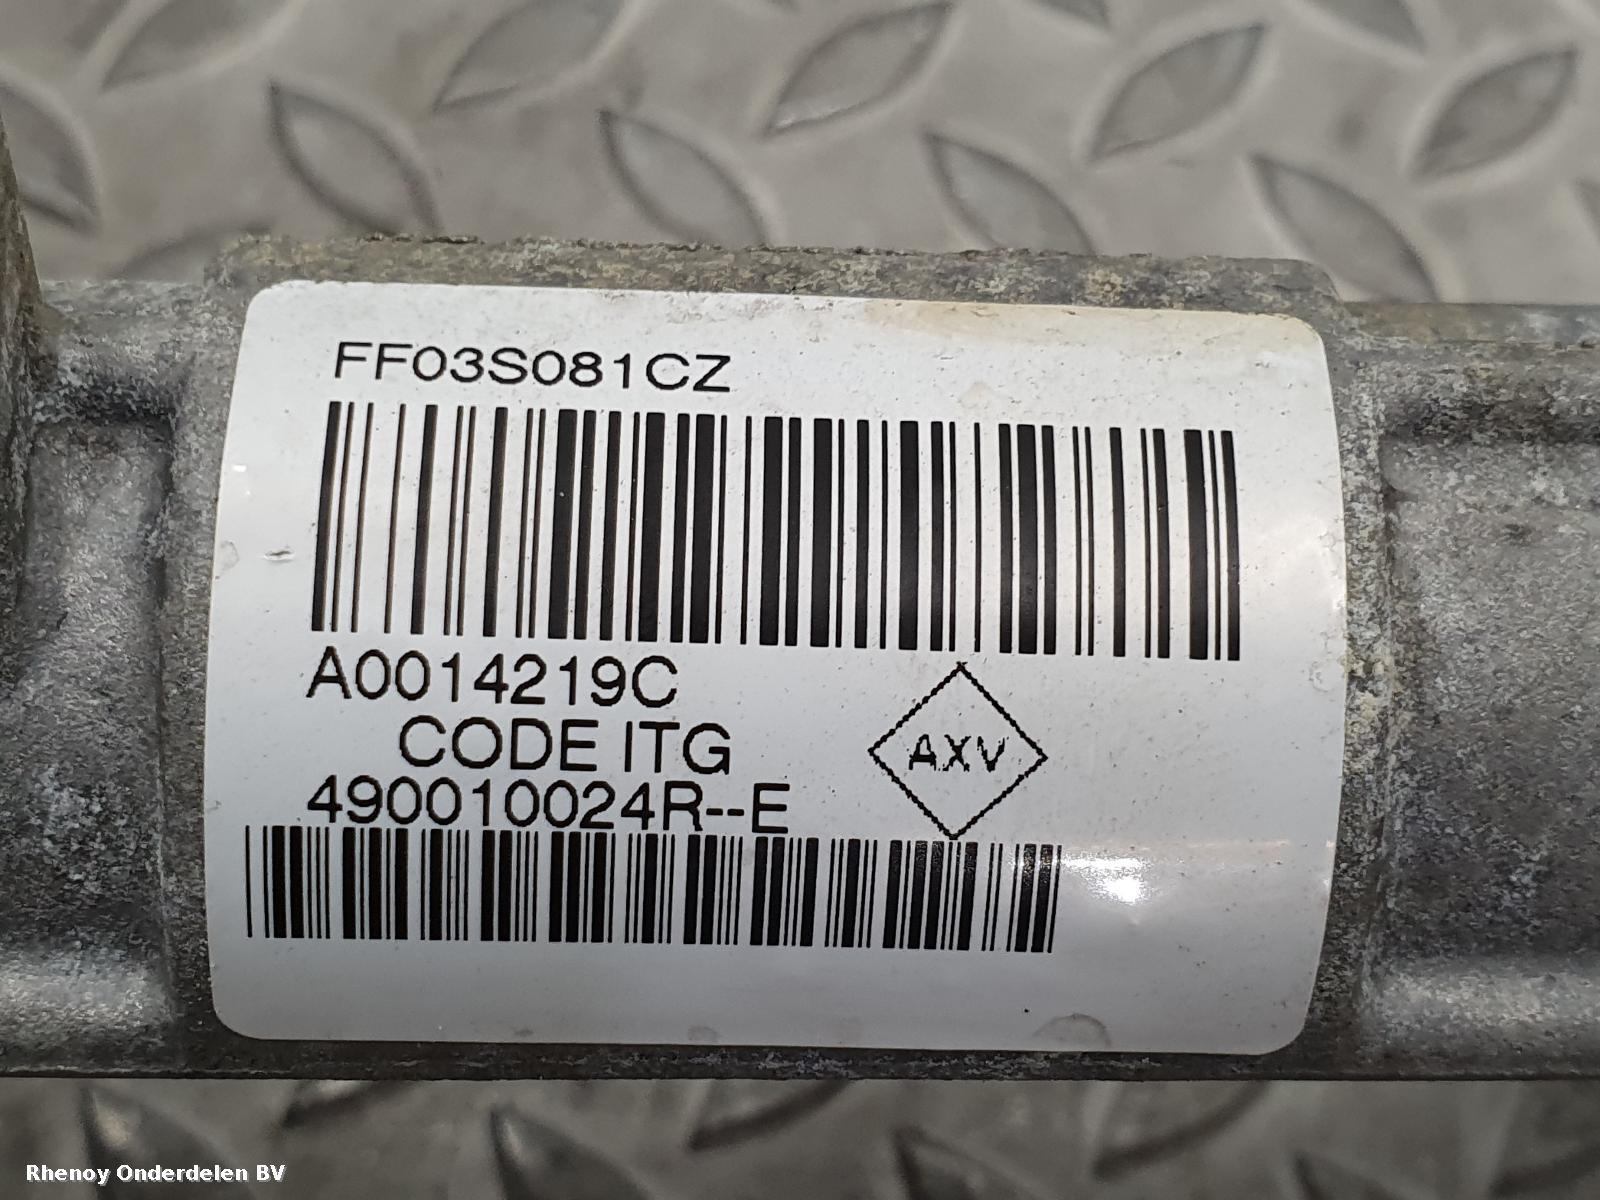 FF03S081CZ
A0014219C
CODE ITG
AXV
490010024R--E
Rhenoy Onderdelen BV